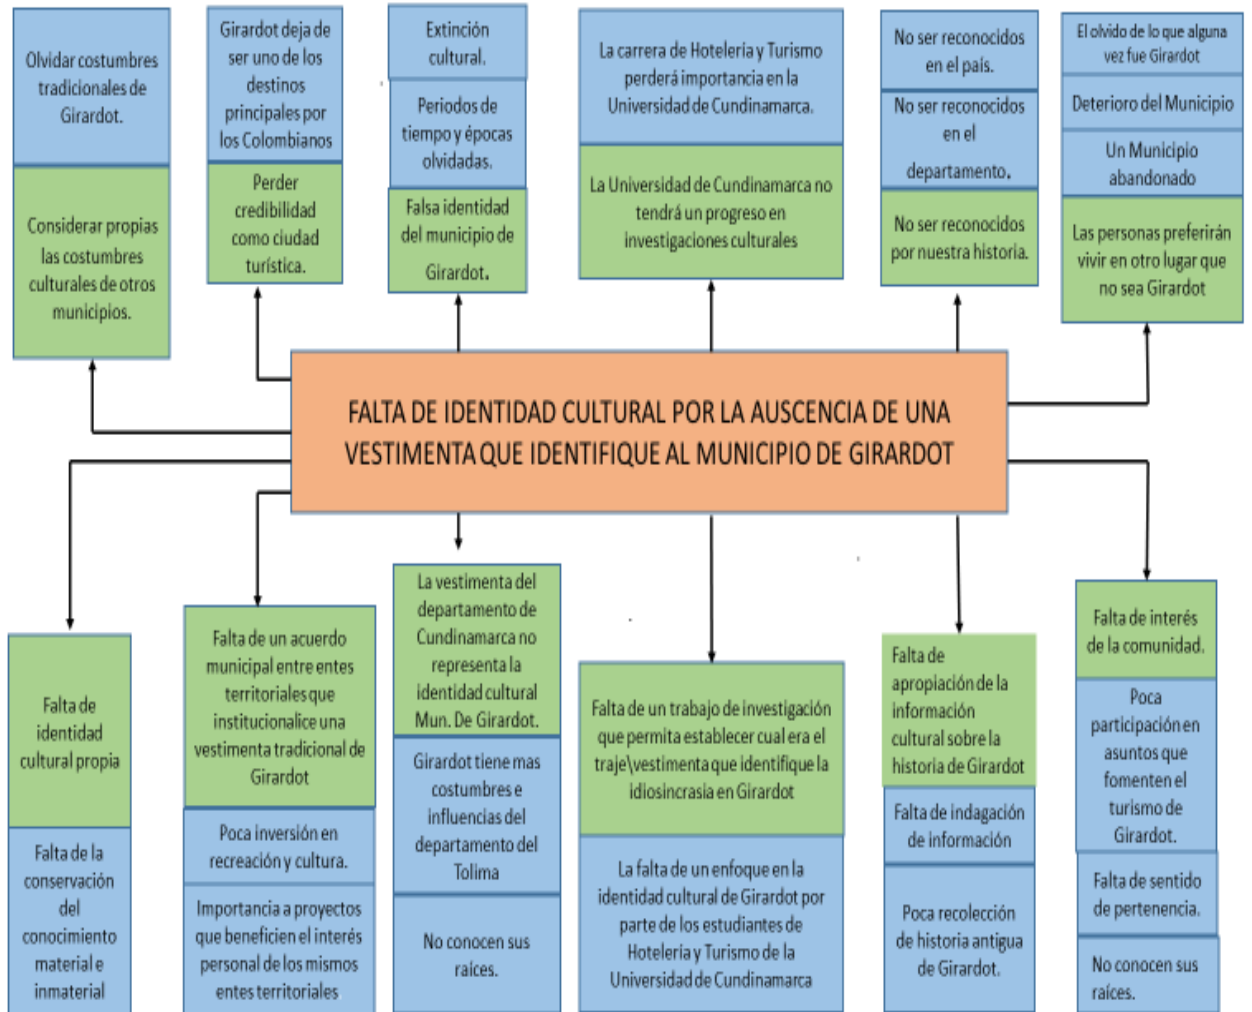 Olvidar costumbres
tradicionales de
Girardot.
Considerar propias
las costumbres
culturales de otros
municipios.
Girardot deja de
ser uno de los
destinos
principales por
los Colombianos
Perder
credibilidad
como ciudad
turística.
Extinción
cultural.
Periodos de
tiempo y épocas
olvidadas.
Falsa identidad
del municipio de
Girardot.
La carrera de Hotelería y Turismo
perderá importancia en la
Universidad de Cundinamarca.
La Universidad de Cundinamarca no
tendrá un progreso en
investigaciones culturales
No ser reconocidos
en el país.
No ser reconocidos
en el
departamento.
No ser reconocidos
por nuestra historia.
El olvido de lo que alguna
vez fue Girardot
Deterioro del Municipio
Un Municipio
abandonado
Las personas preferirán
vivir en otro lugar que
no sea Girardot
FALTA DE IDENTIDAD CULTURAL POR LA AUSCENCIA DE UNA
VESTIMENTA QUE IDENTIFIQUE AL MUNICIPIO DE GIRARDOT
Falta de
identidad
cultural propia
Falta de la
conservación
del
conocimiento
material e
inmaterial
Falta de un acuerdo
municipal entre entes
territoriales que
institucionalice una
vestimenta tradicional de
Girardot
Poca inversión en
recreación y cultura.
Importancia a proyectos
que beneficien el interés
personal de los mismos
entes territoriales
La vestimenta del
departamento de
Cundinamarca no
representa la
identidad cultural
Mun. De Girardot.
Girardot tiene mas
costumbres e
influencias del
departamento del
Tolima
No conocen sus
raíces.
Falta de un trabajo de investigación
que permita establecer cual era el
traje\vestimenta que identifique la
idiosincrasia en Girardot
La falta de un enfoque en la
identidad cultural de Girardot por
parte de los estudiantes de
Hotelería y Turismo de la
Universidad de Cundinamarca
Falta de
apropiación de la
información
cultural sobre la
historia de Girardot
Falta de indagación
de información
Poca recolección
de historia antigua
de Girardot.
Falta de interés
de la comunidad.
Poca
participación en
asuntos que
fomenten el
turismo de
Girardot.
Falta de sentido
de pertenencia.
No conocen sus
raíces.